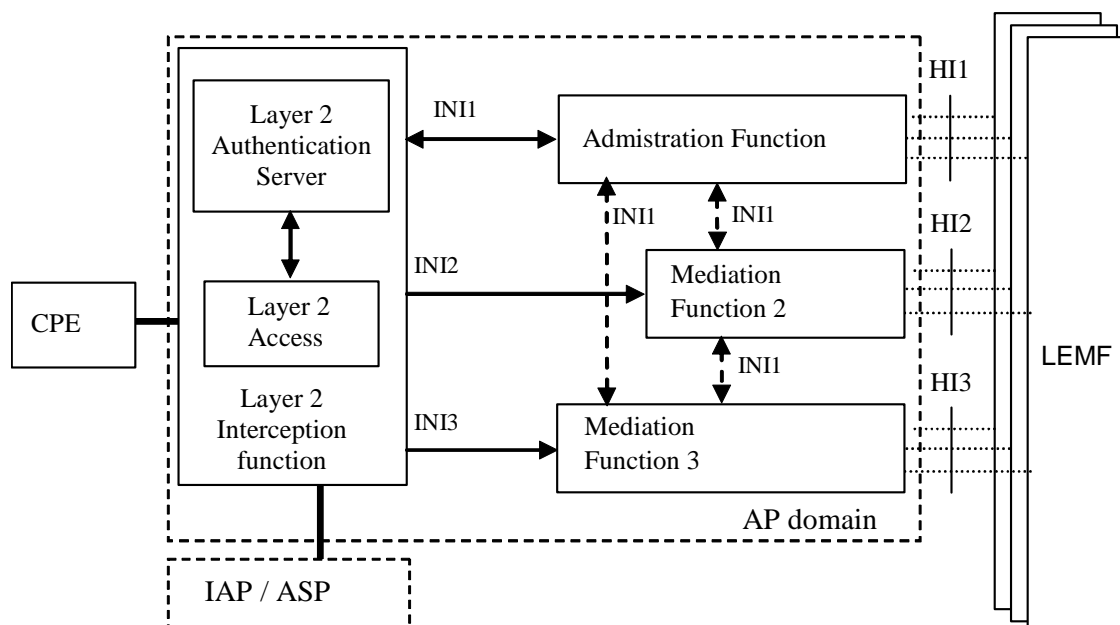 HI1
Layer 2
Authentication
Server
INI1
Admistration Function
INI1
INI1
HI2
INI2
Mediation
Function 2
CPE
Layer 2
Access
LEMF
INI1
HI3
Layer 2
Interception
function
INI3
Mediation
Function 3
AP domain
IAP / ASP